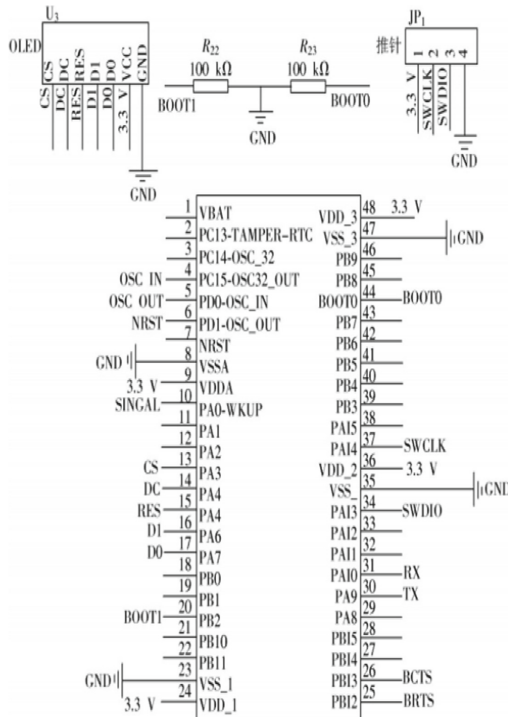 U3
OLED
CS CS
DC DC
RES RES
D1 D1
D0 D0
3.3 V VCC
GND
GND
R22
100 kΩ
R23
100 kΩ
BOOT1
BOOT0
GND
JP1
推针
1 2 3 4
3.3 V
SWCLK
SWDIO
GND
1 VBAT
2 PC13-TAMPER-RTC
3 PC14-OSC_32
OSC IN 4 PC15-OSC32_OUT
OSC OUT 5 PD0-OSC_IN
NRST 6 PD1-OSC_OUT
7 NRST
GND 8 VSSA
3.3 V 9 VDDA
SINGAL 10 PA0-WKUP
11 PA1
12 PA2
CS 13 PA3
DC 14 PA4
RES 15 PA4
D1 16 PA6
D0 17 PA7
18 PB0
19 PB1
BOOT1 20 PB2
21 PB10
22 PB11
GND 23 VSS_1
3.3 V 24 VDD_1
VDD_3 48 3.3 V
VSS_3 47 GND
PB9 46
PB8 45
BOOT0 44 BOOT0
PB7 43
PB6 42
PB5 41
PB4 40
PB3 39
PAI5 38
PAI4 37 SWCLK
VDD_2 36 3.3 V
VSS_ 35 GND
PAI3 34 SWDIO
PAI2 33
PAI1 32
PAI0 31 RX
PA9 30 TX
PA8 29
PBI5 28
PBI4 27
PBI3 26 BCTS
PBI2 25 BRTS